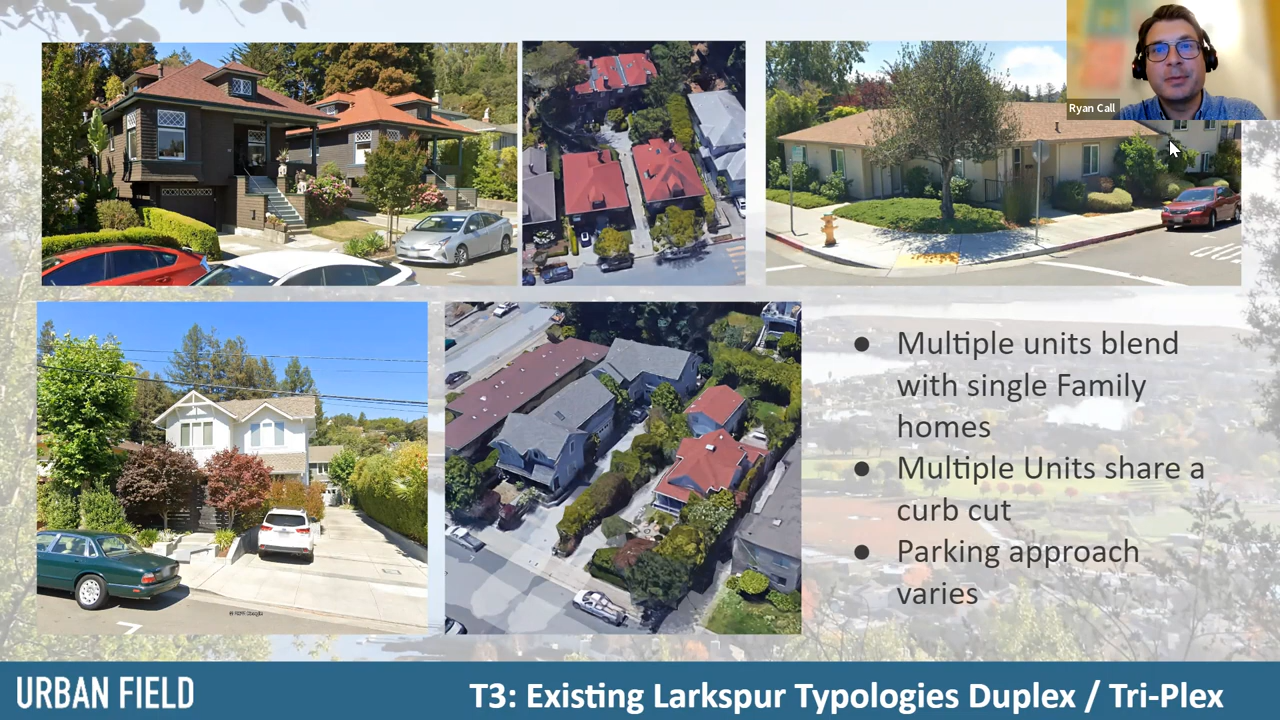 Ryan Call
● Multiple units blend
with single Family
homes
● Multiple Units share a
curb cut
● Parking approach
varies
URBAN FIELD
T3: Existing Larkspur Typologies Duplex / Tri-Plex